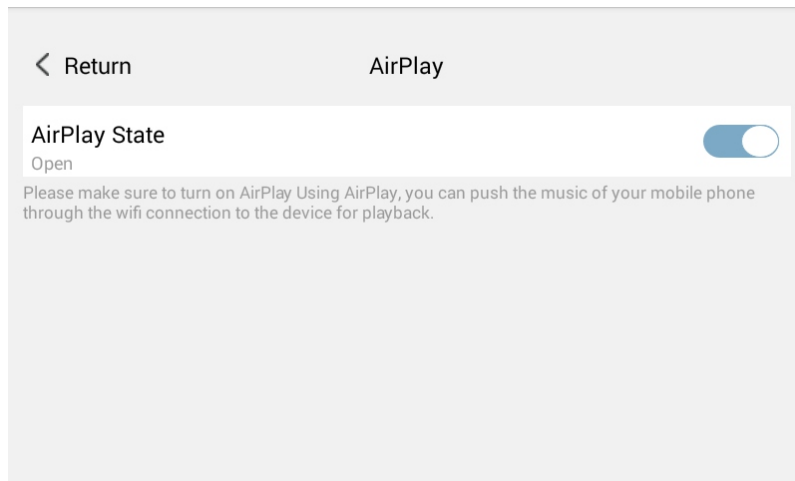 Return
AirPlay
AirPlay State
Open
Please make sure to turn on AirPlay Using AirPlay, you can push the music of your mobile phone
through the wifi connection to the device for playback.